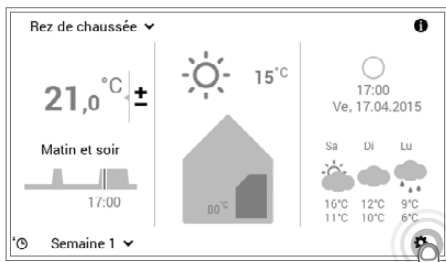 Rez de chaussée
21,0 °C ±
15 °C
17:00
Ve, 17.04.2015
Matin et soir
17:00
80 °C
Sa Di Lu
16°C 12°C 9°C
11°C 10°C 6°C
Semaine 1